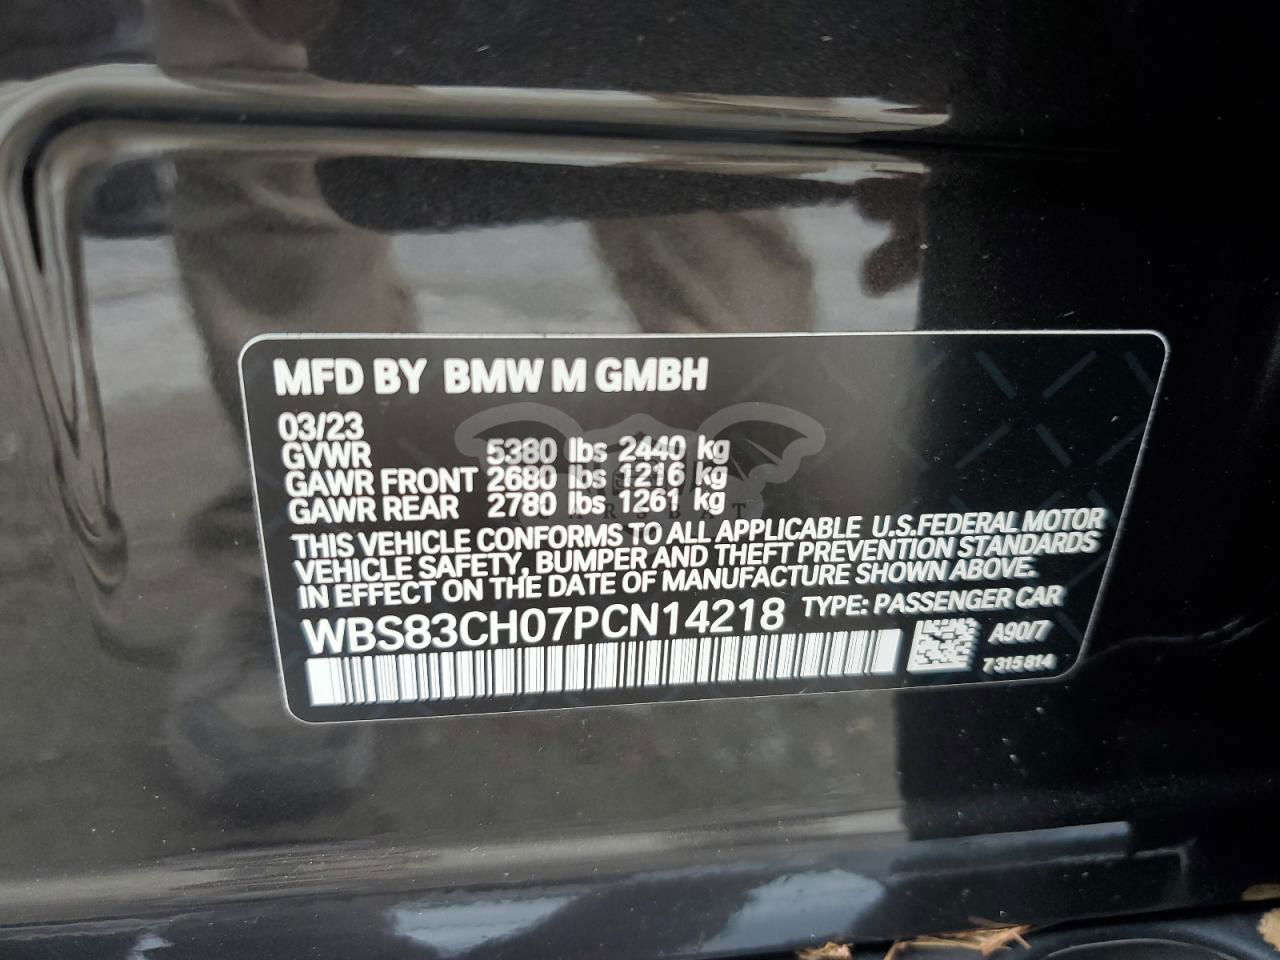 MFD BY BMW M GMBH
03/23
GVWR 5380 lbs 2440 kg
GAWR FRONT 2680 lbs 1216 kg
GAWR REAR 2780 lbs 1261 kg
THIS VEHICLE CONFORMS TO ALL APPLICABLE U.S.FEDERAL MOTOR
VEHICLE SAFETY, BUMPER AND THEFT PREVENTION STANDARDS
IN EFFECT ON THE DATE OF MANUFACTURE SHOWN ABOVE.
WBS83CH07PCN14218 TYPE: PASSENGER CAR
A90/7
7315814